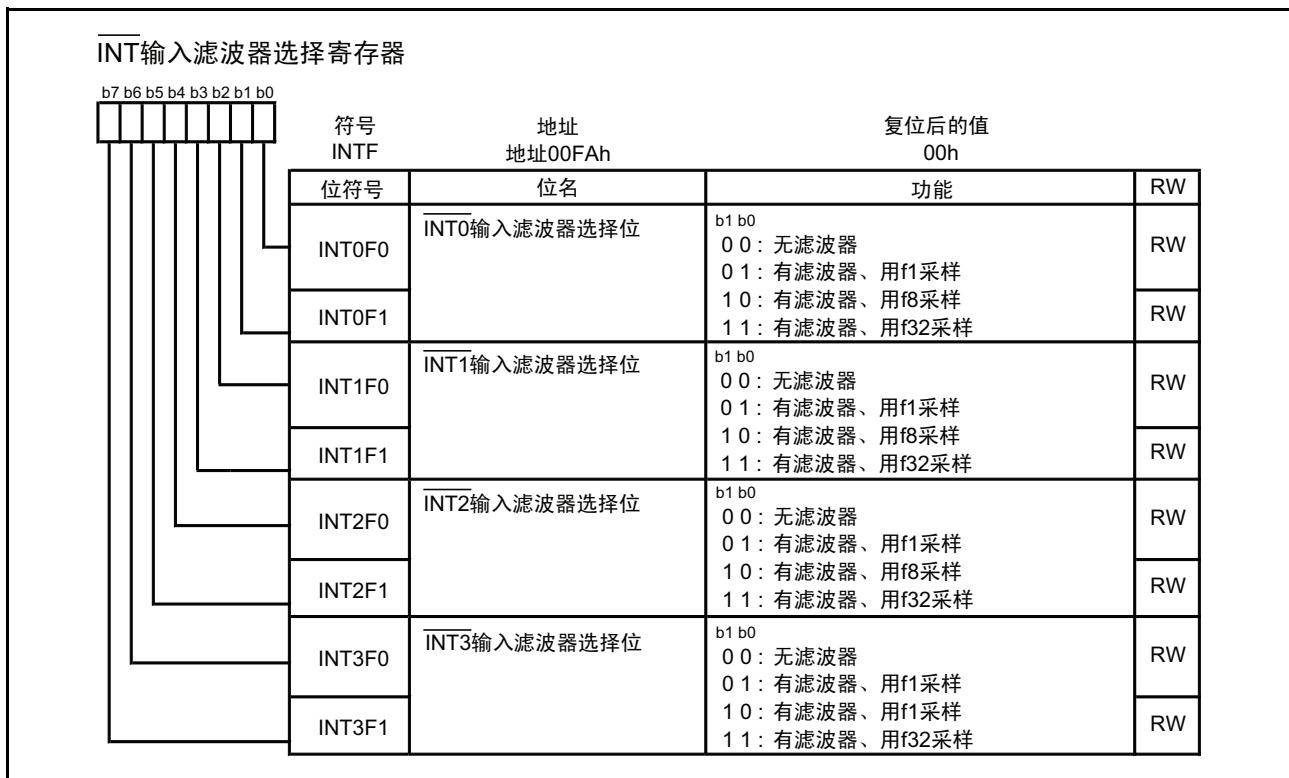 INT输入滤波器选择寄存器
b7 b6 b5 b4 b3 b2 b1 b0
符号 地址 复位后的值
INTF 地址00FAh 00h
位符号 位名 功能 RW
INT0F0 INT0输入滤波器选择位 b1 b0 RW
0 0 : 无滤波器
0 1 : 有滤波器、用f1采样
INT0F1 1 0 : 有滤波器、用f8采样 RW
1 1 : 有滤波器、用f32采样
INT1F0 INT1输入滤波器选择位 b1 b0 RW
0 0 : 无滤波器
0 1 : 有滤波器、用f1采样
INT1F1 1 0 : 有滤波器、用f8采样 RW
1 1 : 有滤波器、用f32采样
INT2F0 INT2输入滤波器选择位 b1 b0 RW
0 0 : 无滤波器
0 1 : 有滤波器、用f1采样
INT2F1 1 0 : 有滤波器、用f8采样 RW
1 1 : 有滤波器、用f32采样
INT3F0 INT3输入滤波器选择位 b1 b0 RW
0 0 : 无滤波器
0 1 : 有滤波器、用f1采样
INT3F1 1 0 : 有滤波器、用f1采样 RW
1 1 : 有滤波器、用f32采样